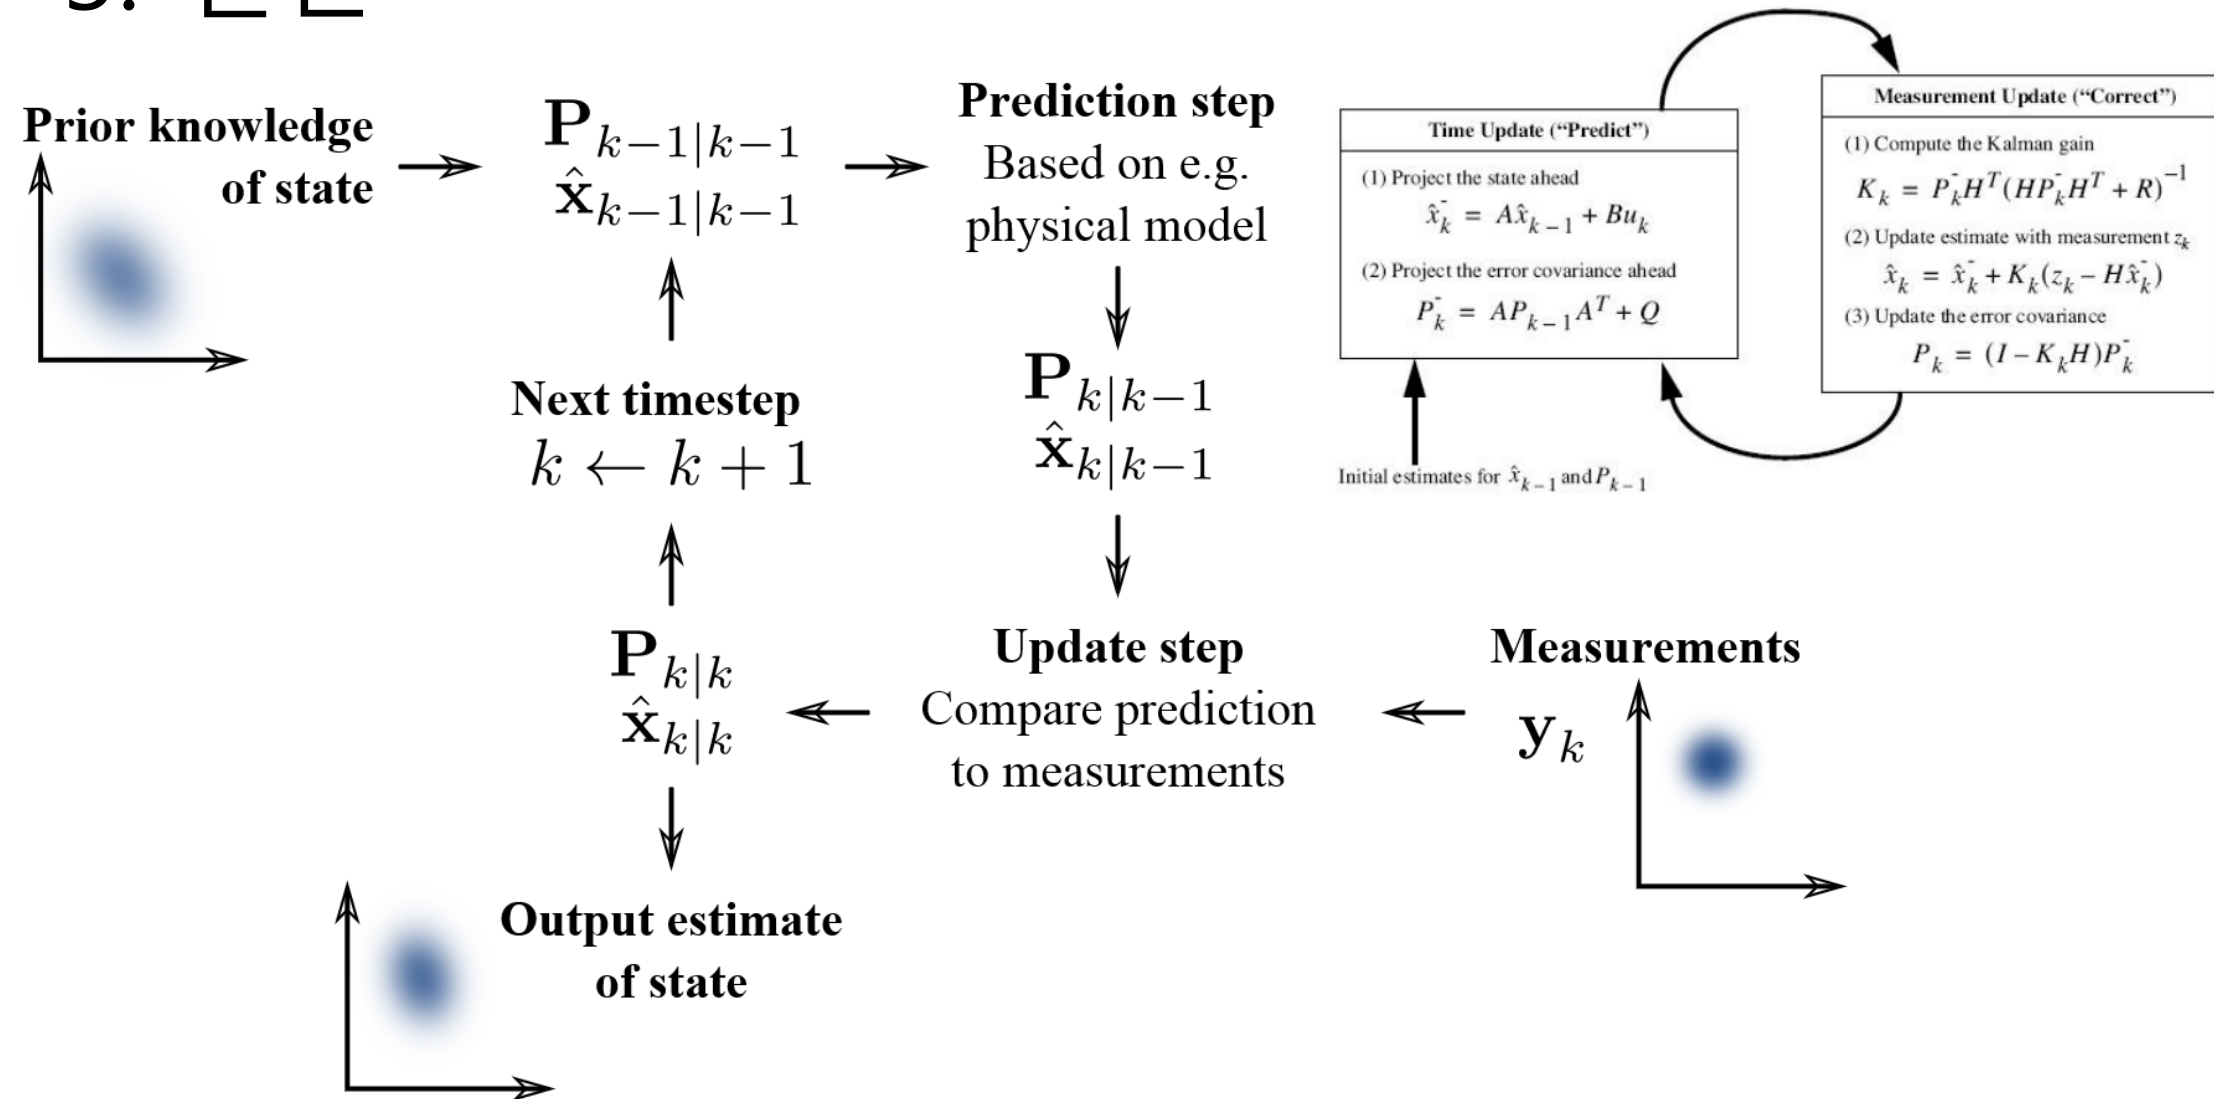 Prior knowledge
of state
P_{k−1|k−1}
x̂_{k−1|k−1}
Prediction step
Based on e.g.
physical model
Next timestep
k ← k + 1
P_{k|k−1}
x̂_{k|k−1}
P_{k|k}
x̂_{k|k}
Update step
Compare prediction
to measurements
Measurements
y_k
Output estimate
of state
Time Update (“Predict”)
(1) Project the state ahead
x̂⁻_k = Ax̂_{k−1} + Bu_k
(2) Project the error covariance ahead
P⁻_k = AP_{k−1}A^T + Q
Initial estimates for x̂_{k−1} and P_{k−1}
Measurement Update (“Correct”)
(1) Compute the Kalman gain
K_k = P⁻_k H^T(HP⁻_k H^T + R)^{−1}
(2) Update estimate with measurement z_k
x̂_k = x̂⁻_k + K_k(z_k − Hx̂⁻_k)
(3) Update the error covariance
P_k = (I − K_k H)P⁻_k